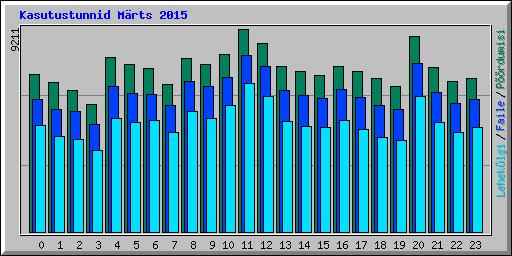 Kasutustunnid Märts 2015
9211
Lehekülgi / Faile / Pöördumisi
0 1 2 3 4 5 6 7 8 9 10 11 12 13 14 15 16 17 18 19 20 21 22 23